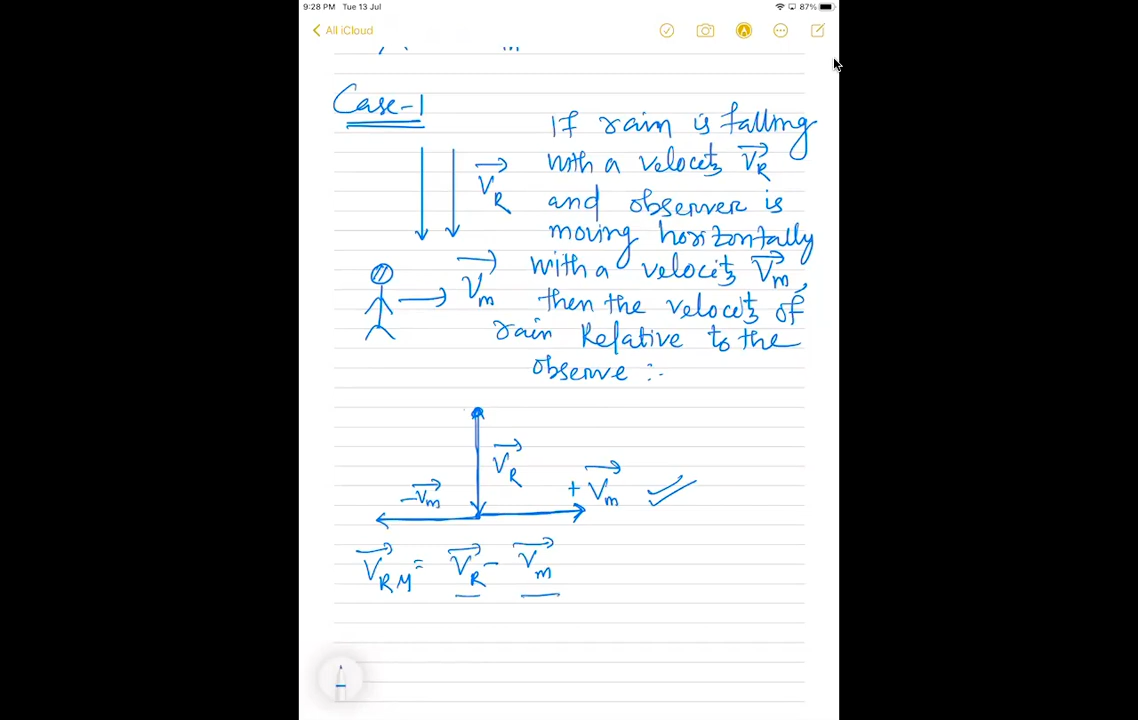 9:28 PM Tue 13 Jul
87%
All iCloud
Case-1
If rain is falling
with a velocity V⃗R
and observer is
moving horizontally
with a velocity V⃗m,
then the velocity of
rain Relative to the
observe :-
V⃗R
V⃗m
V⃗R
-V⃗m
+ V⃗m
V⃗RM = V⃗R - V⃗m